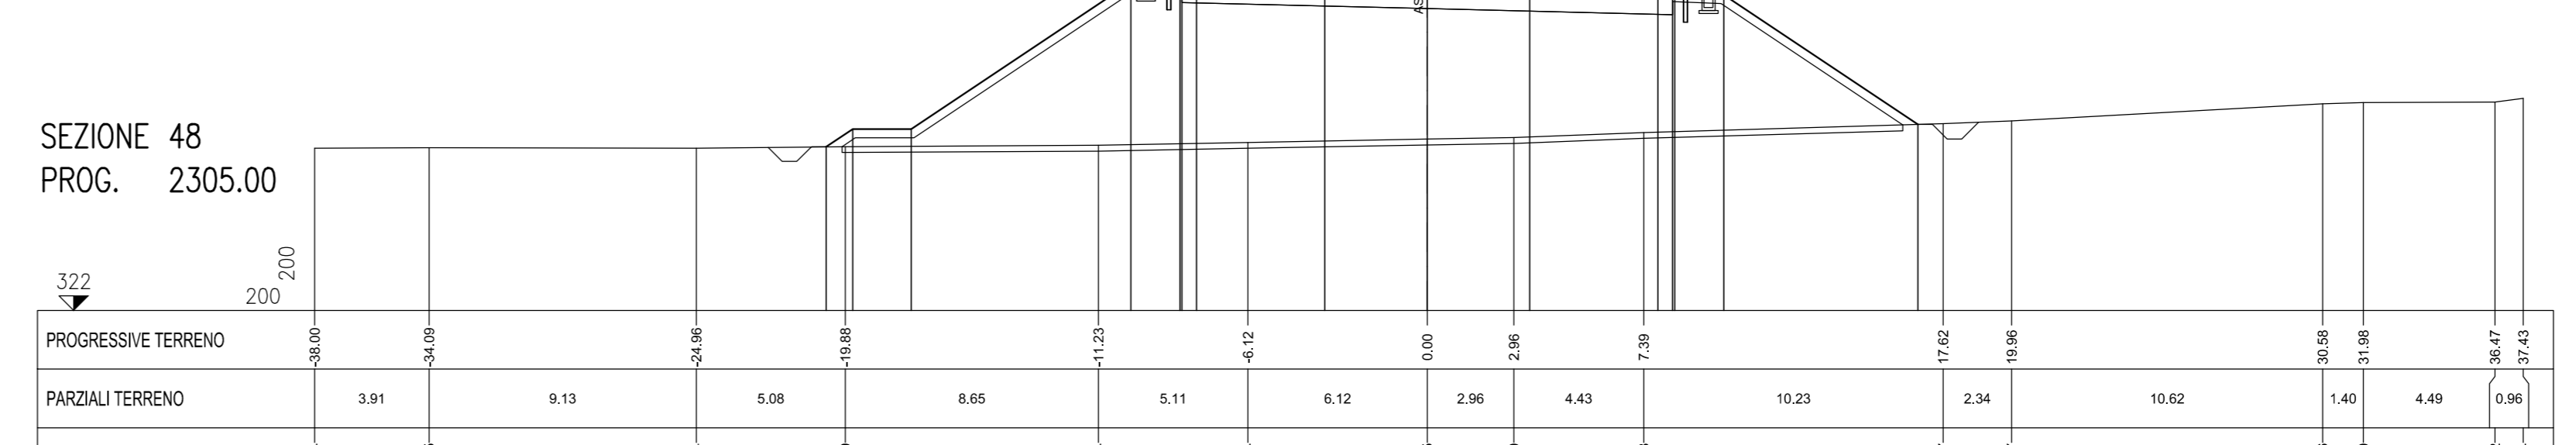 AS
SEZIONE 48
PROG. 2305.00
200
322
200
PROGRESSIVE TERRENO -38.00 -34.09 -24.96 -19.88 -11.23 -6.12 0.00 2.96 7.39 17.62 19.96 30.58 31.98 36.47 37.43
PARZIALI TERRENO 3.91 9.13 5.08 8.65 5.11 6.12 2.96 4.43 10.23 2.34 10.62 1.40 4.49 0.96